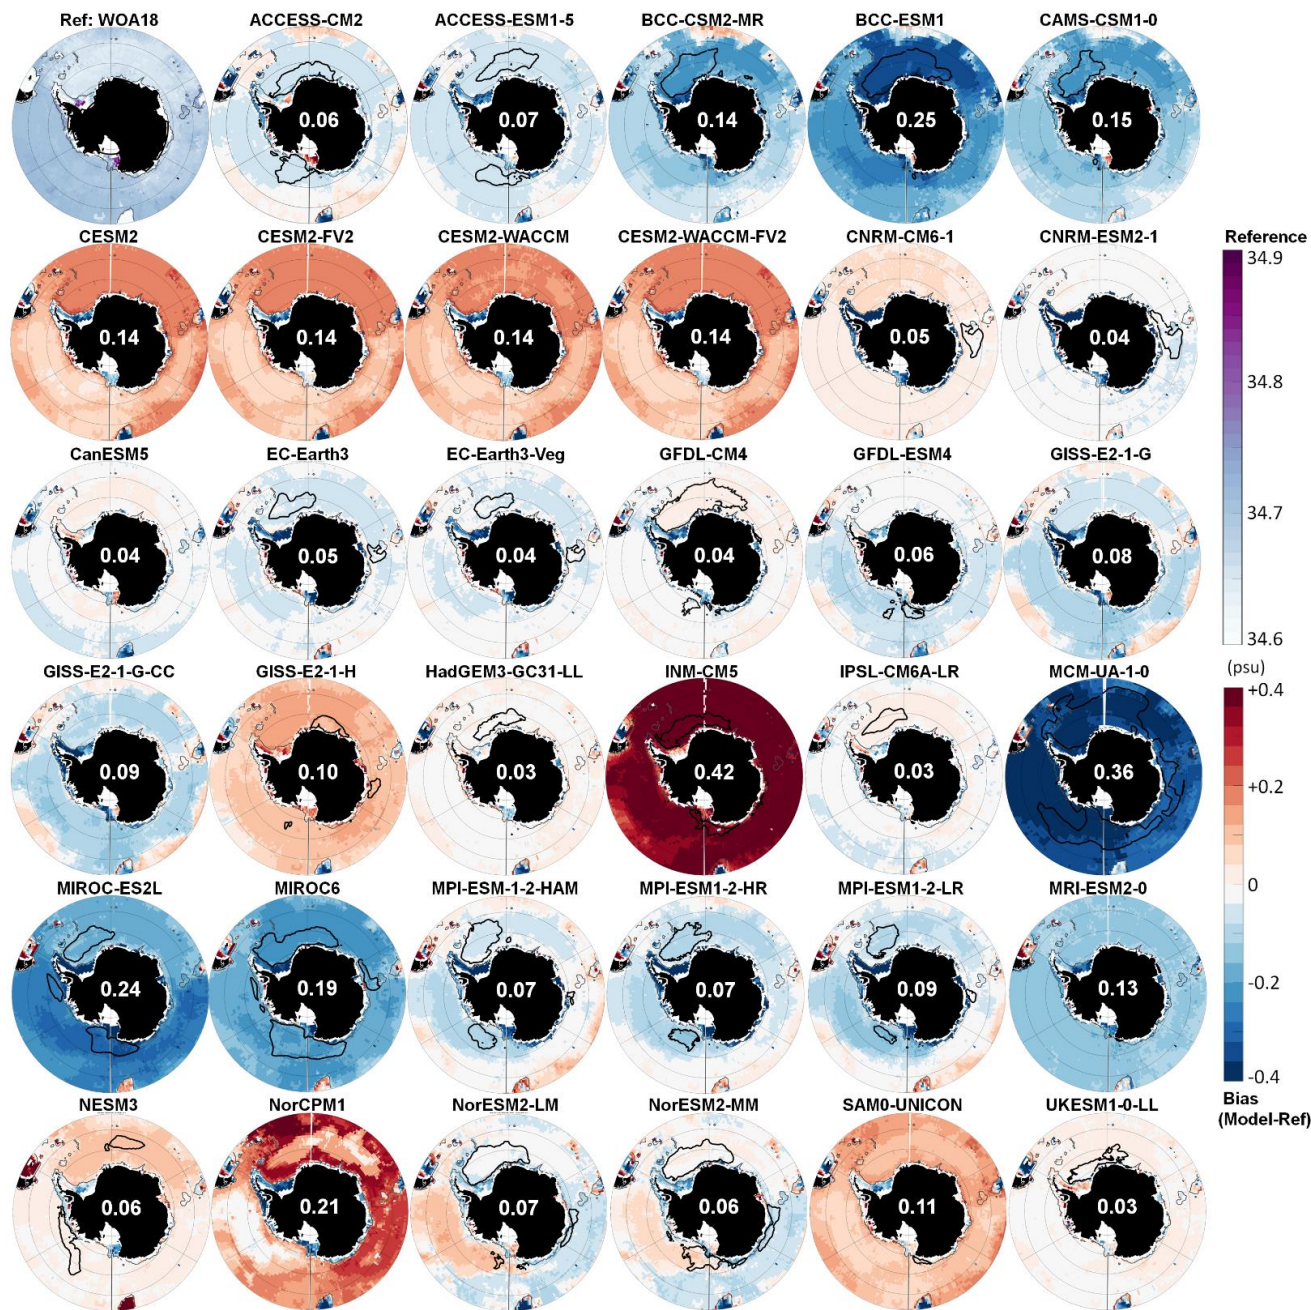 Ref: WOA18 ACCESS-CM2 ACCESS-ESM1-5 BCC-CSM2-MR BCC-ESM1 CAMS-CSM1-0
0.06 0.07 0.14 0.25 0.15
CESM2 CESM2-FV2 CESM2-WACCM CESM2-WACCM-FV2 CNRM-CM6-1 CNRM-ESM2-1
Reference
34.9
0.14 0.14 0.14 0.14 0.05 0.04
34.8
CanESM5 EC-Earth3 EC-Earth3-Veg GFDL-CM4 GFDL-ESM4 GISS-E2-1-G
34.7
0.04 0.05 0.04 0.04 0.06 0.08
34.6
(psu)
GISS-E2-1-G-CC GISS-E2-1-H HadGEM3-GC31-LL INM-CM5 IPSL-CM6A-LR MCM-UA-1-0
+0.4
0.09 0.10 0.03 0.42 0.03 0.36
+0.2
0
MIROC-ES2L MIROC6 MPI-ESM-1-2-HAM MPI-ESM1-2-HR MPI-ESM1-2-LR MRI-ESM2-0
-0.2
0.24 0.19 0.07 0.07 0.09 0.13
-0.4
Bias
(Model-Ref)
NESM3 NorCPM1 NorESM2-LM NorESM2-MM SAM0-UNICON UKESM1-0-LL
0.06 0.21 0.07 0.06 0.11 0.03